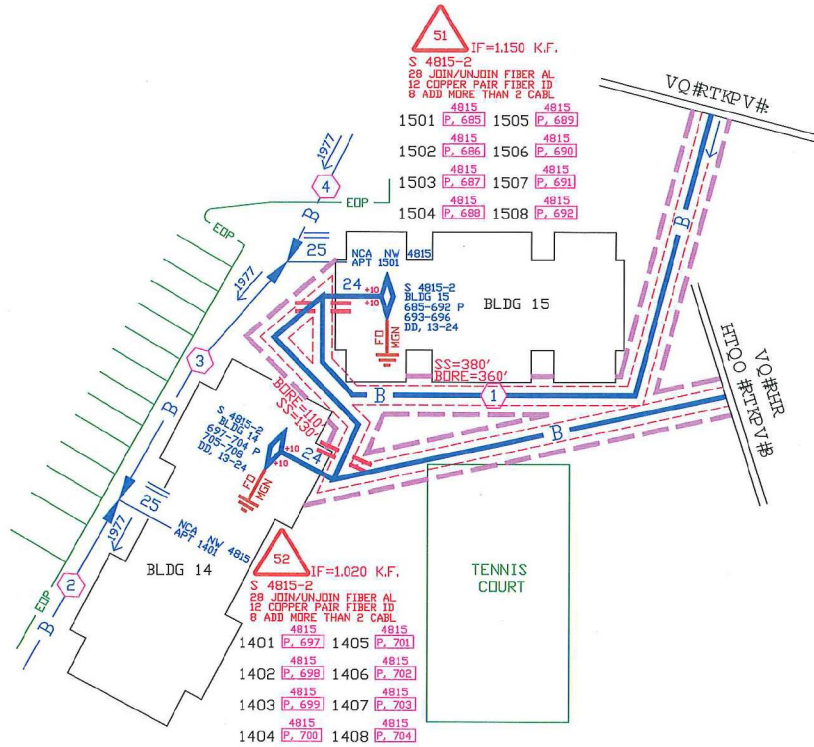 51
IF=1.150 K.F.
S 4815-2
28 JOIN/UNJOIN FIBER AL
12 COPPER PAIR FIBER ID
8 ADD MORE THAN 2 CABL
4815 4815
1501 P, 685 1505 P, 689
4815 4815
1502 P, 686 1506 P, 690
4815 4815
1503 P, 687 1507 P, 691
4815 4815
1504 P, 688 1508 P, 692
VQ#RTKPV#:
1977
4
EOP
EOP
B
25
NCA NW 4815
APT 1501
1977
24
+10
+10
S 4815-2
BLDG 15
685-692 P
693-696
DD, 13-24
BLDG 15
FO
MGN
B
3
SS=380'
BORE=360'
B
1
VQ#RHR
HTQO #RTKPV#B
BORE=110'
SS=130'
S 4815-2
BLDG 14
697-704 P
705-708
DD, 13-24
+10
+10
24
B
B
FO
MGN
25
1977
NCA NW 4815
APT 1401
2
BLDG 14
EOP
B
TENNIS
COURT
52
IF=1.020 K.F.
S 4815-2
28 JOIN/UNJOIN FIBER AL
12 COPPER PAIR FIBER ID
8 ADD MORE THAN 2 CABL
4815 4815
1401 P, 697 1405 P, 701
4815 4815
1402 P, 698 1406 P, 702
4815 4815
1403 P, 699 1407 P, 703
4815 4815
1404 P, 700 1408 P, 704